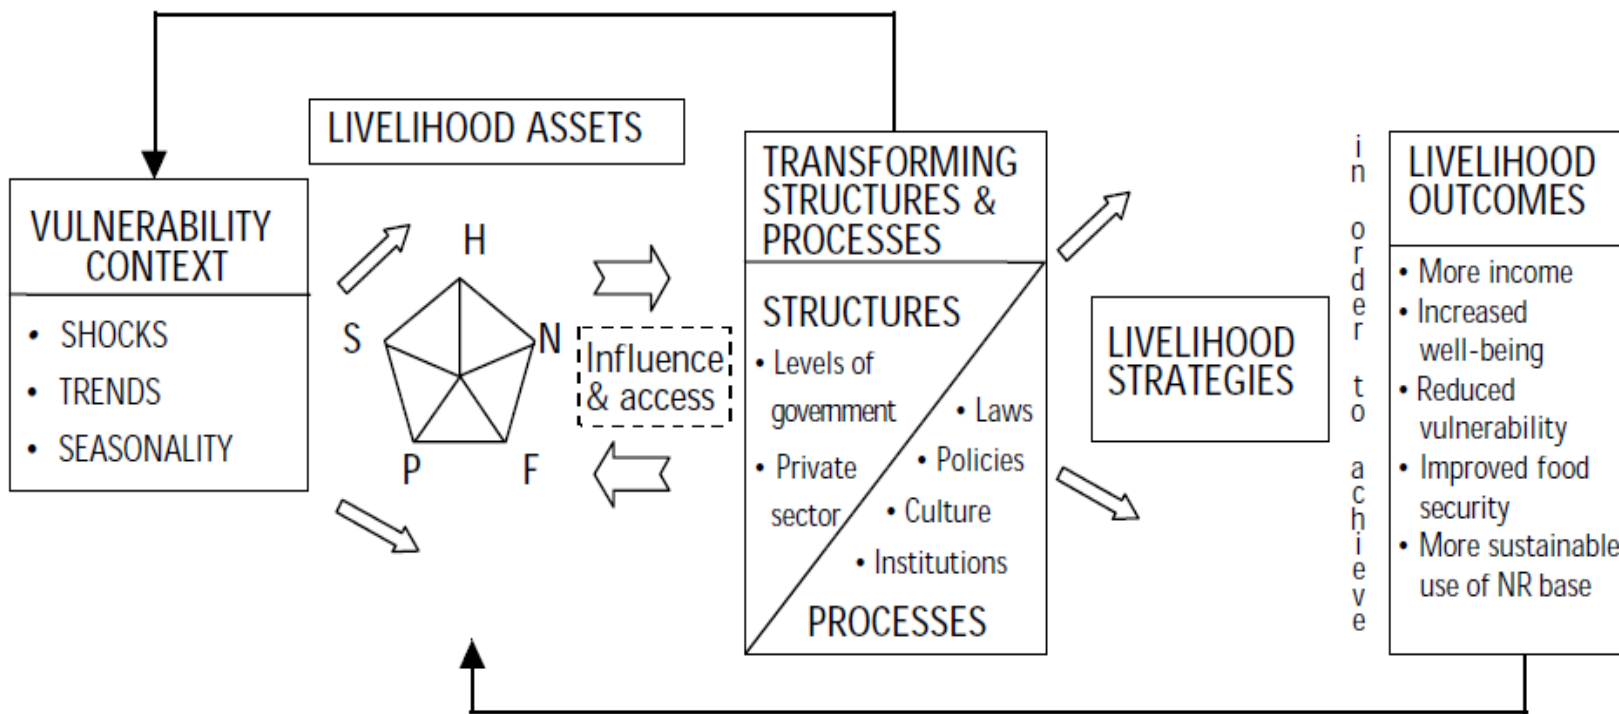 LIVELIHOOD ASSETS
VULNERABILITY
CONTEXT
• SHOCKS
• TRENDS
• SEASONALITY
H
S
N
P
F
Influence
& access
TRANSFORMING
STRUCTURES &
PROCESSES
STRUCTURES
• Levels of
government
• Private
sector
• Laws
• Policies
• Culture
• Institutions
PROCESSES
LIVELIHOOD
STRATEGIES
in order to achieve
LIVELIHOOD
OUTCOMES
• More income
• Increased
well-being
• Reduced
vulnerability
• Improved food
security
• More sustainable
use of NR base